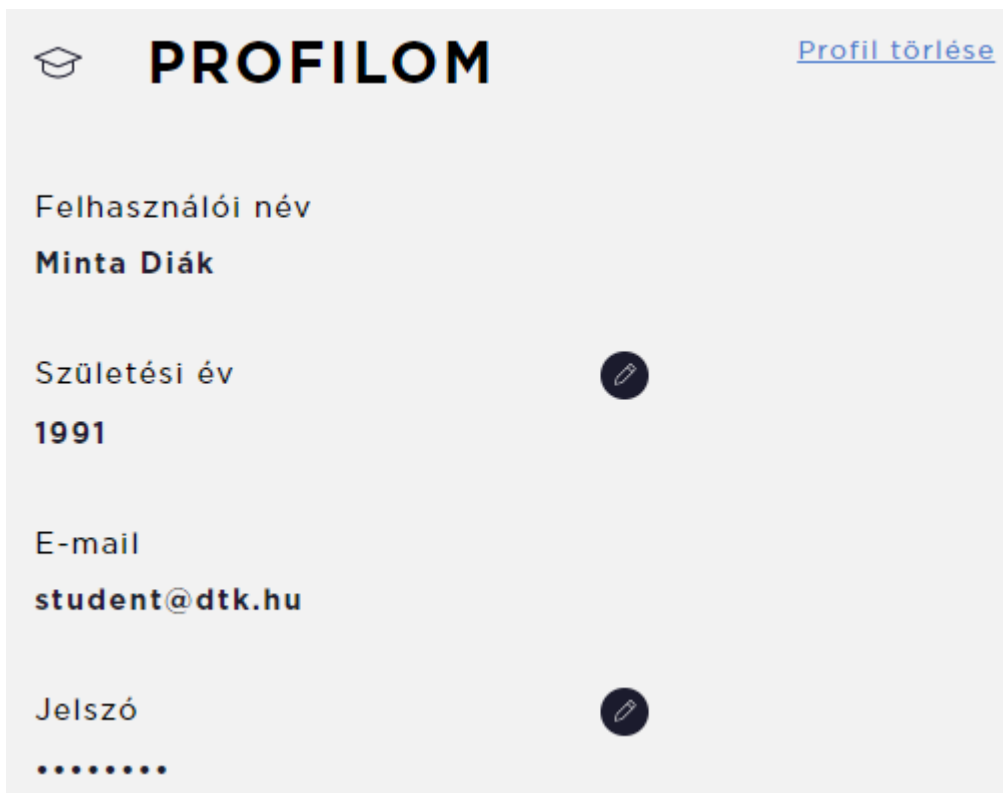 PROFILOM
Profil törlése
Felhasználói név
Minta Diák
Születési év
1991
E-mail
student@dtk.hu
Jelszó
••••••••